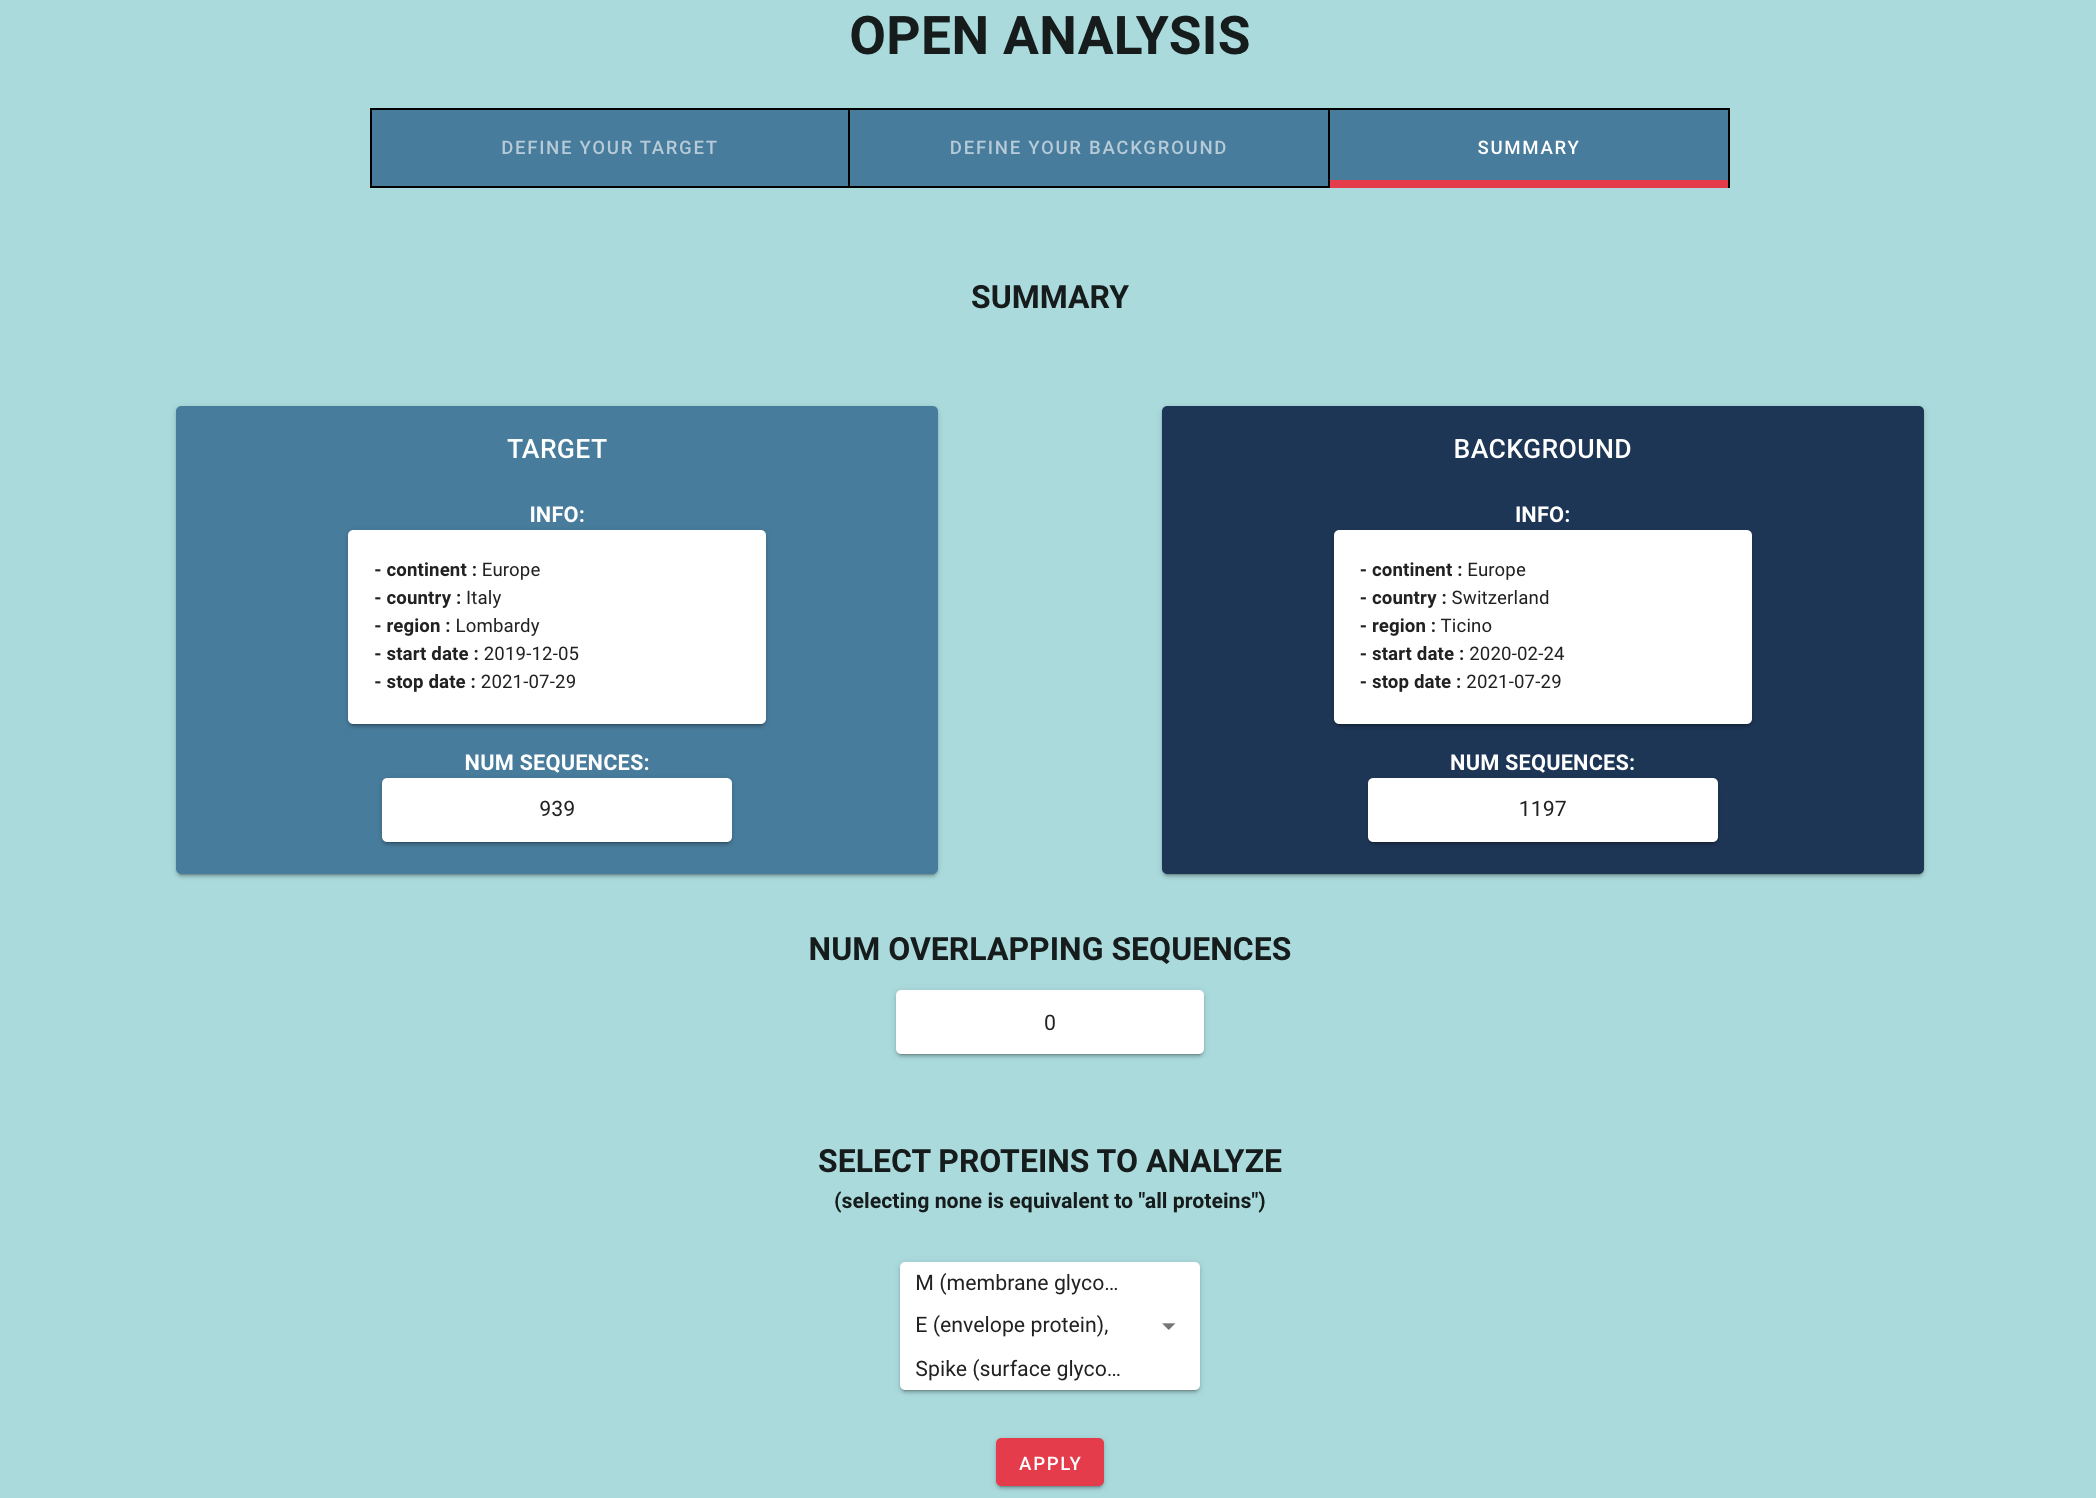 OPEN ANALYSIS
DEFINE YOUR TARGET
DEFINE YOUR BACKGROUND
SUMMARY
SUMMARY
TARGET
INFO:
- continent : Europe
- country : Italy
- region : Lombardy
- start date : 2019-12-05
- stop date : 2021-07-29
NUM SEQUENCES:
939
BACKGROUND
INFO:
- continent : Europe
- country : Switzerland
- region : Ticino
- start date : 2020-02-24
- stop date : 2021-07-29
NUM SEQUENCES:
1197
NUM OVERLAPPING SEQUENCES
0
SELECT PROTEINS TO ANALYZE
(selecting none is equivalent to "all proteins")
M (membrane glyco...
E (envelope protein),
Spike (surface glyco...
APPLY